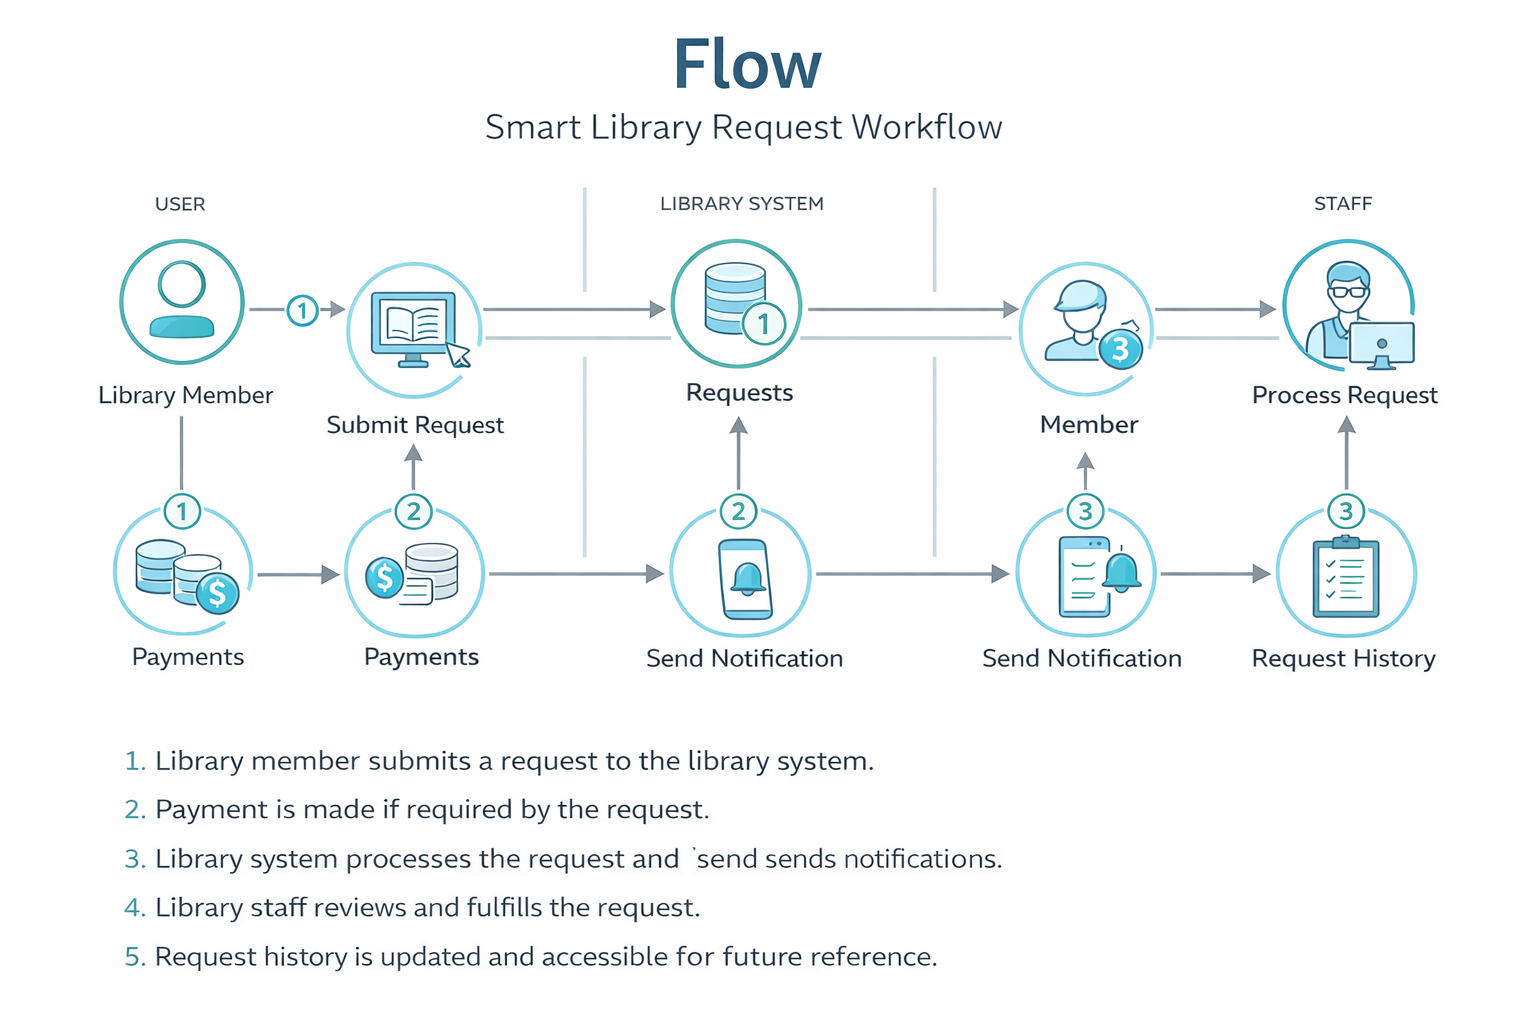 Flow
Smart Library Request Workflow
USER
LIBRARY SYSTEM
STAFF
1
1
3
Library Member
Submit Request
Requests
Member
Process Request
1
2
2
3
3
$
$
Payments
Payments
Send Notification
Send Notification
Request History
1. Library member submits a request to the library system.
2. Payment is made if required by the request.
3. Library system processes the request and `send sends notifications.
4. Library staff reviews and fulfills the request.
5. Request history is updated and accessible for future reference.